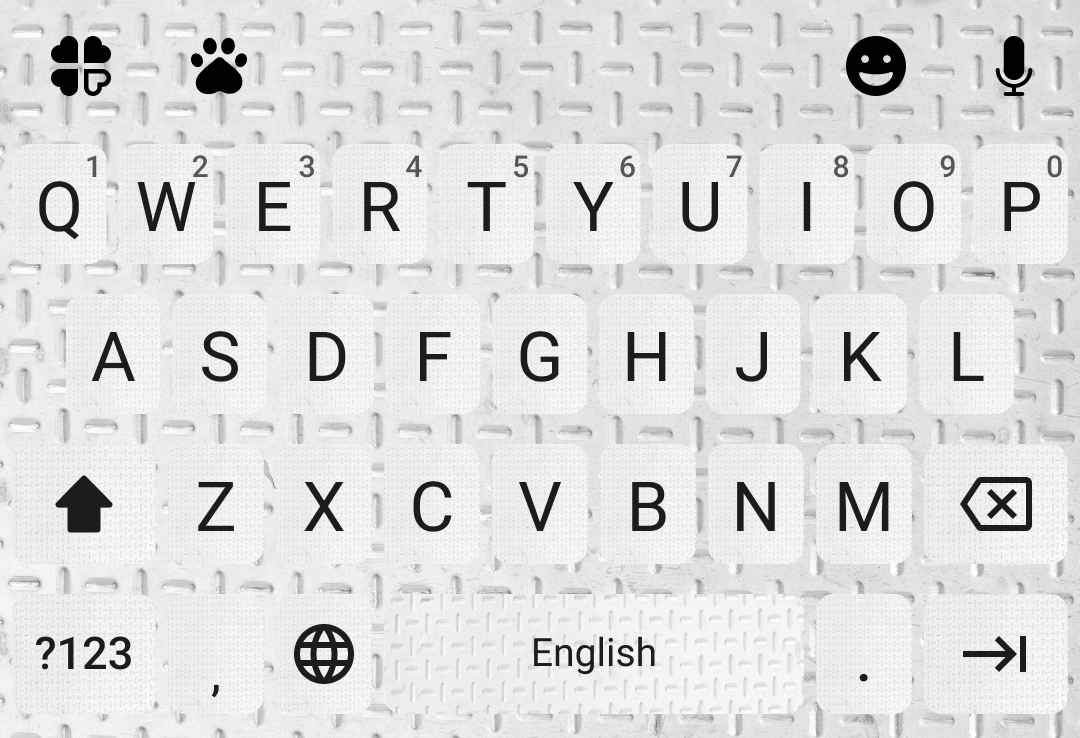 1 2 3 4 5 6 7 8 9 0
Q W E R T Y U I O P
A S D F G H J K L
Z X C V B N M
?123 , English .